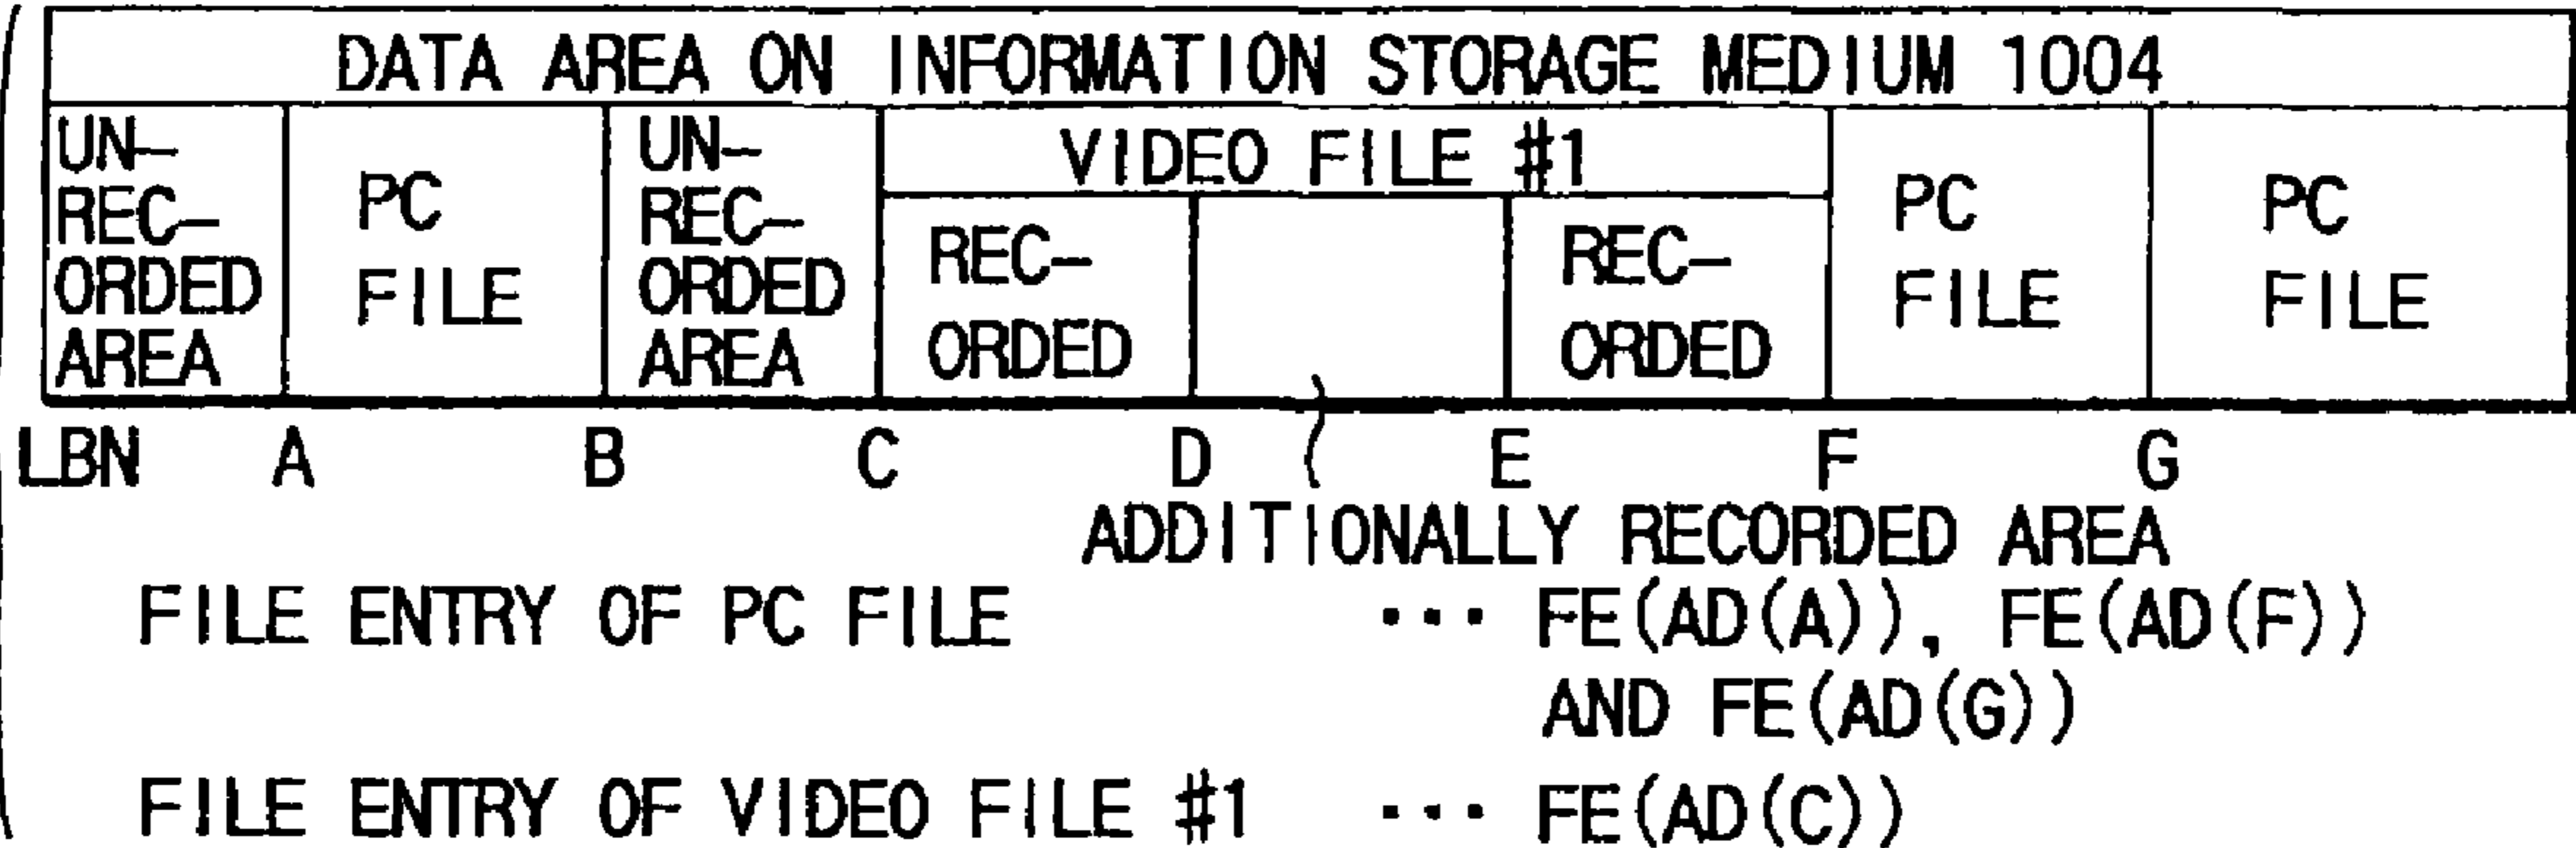 DATA AREA ON INFORMATION STORAGE MEDIUM 1004
UN-
REC-
ORDED
AREA
PC
FILE
UN-
REC-
ORDED
AREA
VIDEO FILE #1
REC-
ORDED
REC-
ORDED
PC
FILE
PC
FILE
LBN A B C D E F G
ADDITIONALLY RECORDED AREA
FILE ENTRY OF PC FILE ... FE(AD(A)), FE(AD(F))
AND FE(AD(G))
FILE ENTRY OF VIDEO FILE #1 ... FE(AD(C))